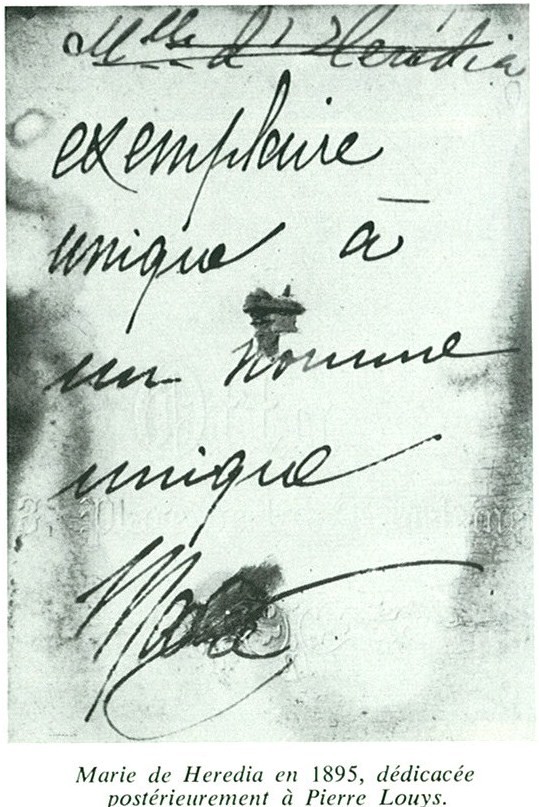 Mlle d'Heredia
exemplaire
unique à
un homme
unique
Marie
Marie de Heredia en 1895, dédicacée
postérieurement à Pierre Louys.